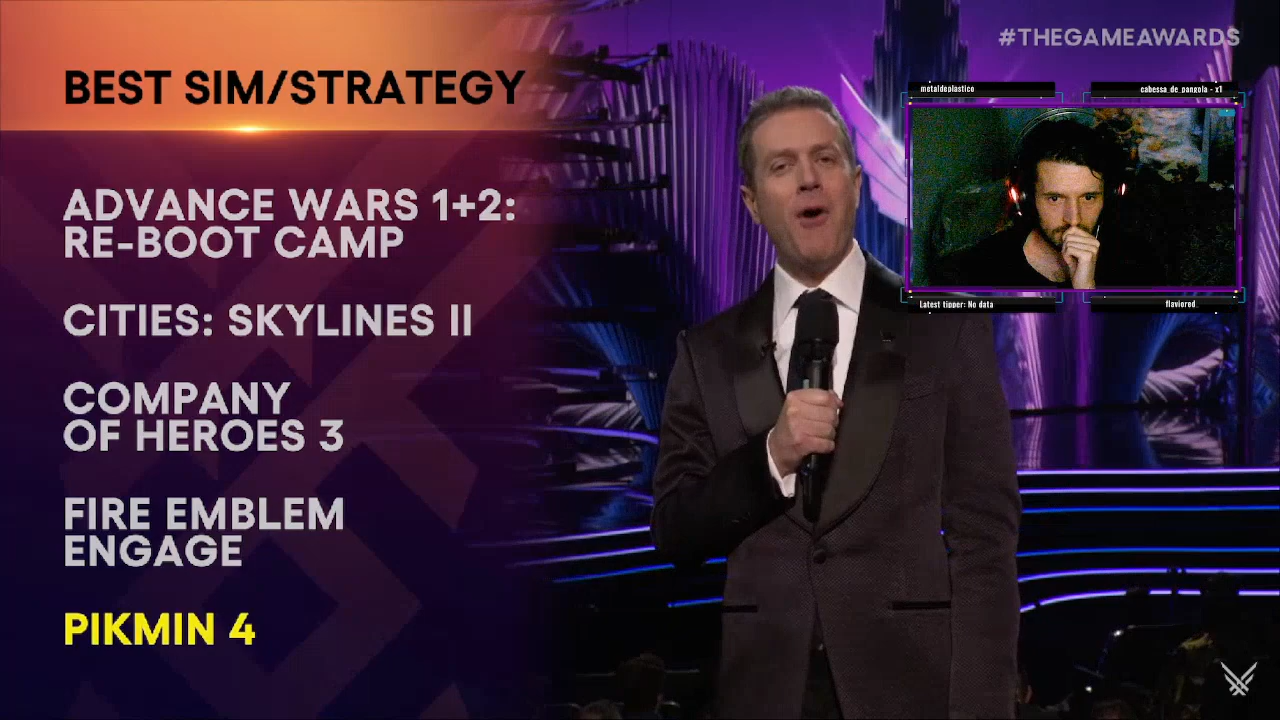 #THEGAMEAWARDS
BEST SIM/STRATEGY
metaldeplastico
cabessa_de_pangola - x1
ADVANCE WARS 1+2:
RE-BOOT CAMP
CITIES: SKYLINES II
Latest tipper: No data
flaviored
COMPANY
OF HEROES 3
FIRE EMBLEM
ENGAGE
PIKMIN 4